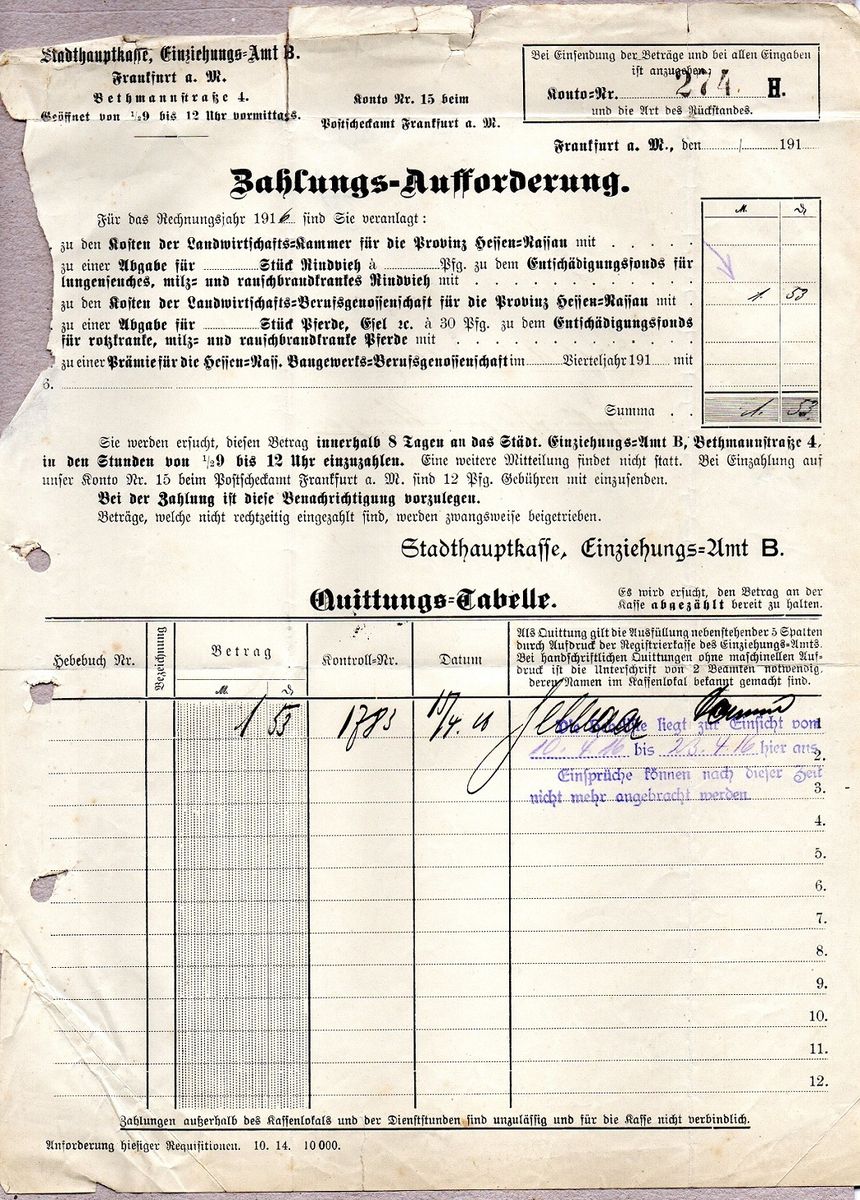 Stadthauptkasse, Einziehungs-Amt B.
Frankfurt a. M.
Bethmannstraße 4.
Geöffnet von ½9 bis 12 Uhr vormittags.
Konto Nr. 15 beim
Postscheckamt Frankfurt a. M.
Bei Einsendung der Beträge und bei allen Eingaben
ist anzugeben:
Konto-Nr. 274 H.
und die Art des Rückstandes.
Frankfurt a. M., den / 191
Zahlungs-Aufforderung.
Für das Rechnungsjahr 1916 sind Sie veranlagt:
M. ₰
zu den Kosten der Landwirtschafts-Kammer für die Provinz Hessen-Nassau mit . . . . .
zu einer Abgabe für Stück Rindvieh à Pfg. zu dem Entschädigungsfonds für
lungenseuches, milz- und rauschbrandkrankes Rindvieh mit . . . . . . . . . . .
zu den Kosten der Landwirtschafts-Berufsgenossenschaft für die Provinz Hessen-Nassau mit . 1. 53
zu einer Abgabe für Stück Pferde, Esel ꝛc. à 30 Pfg. zu dem Entschädigungsfonds
für rotzkranke, milz- und rauschbrandkranke Pferde mit . . . . . . . . . . .
zu einer Prämie für die Hessen-Nass. Baugewerks-Berufsgenossenschaft im Vierteljahr 191 mit
6.
Summa . . 1. 53
Sie werden ersucht, diesen Betrag innerhalb 8 Tagen an das Städt. Einziehungs-Amt B, Bethmannstraße 4,
in den Stunden von ½9 bis 12 Uhr einzuzahlen. Eine weitere Mitteilung findet nicht statt. Bei Einzahlung auf
unser Konto Nr. 15 beim Postscheckamt Frankfurt a. M. sind 12 Pfg. Gebühren mit einzusenden.
Bei der Zahlung ist diese Benachrichtigung vorzulegen.
Beträge, welche nicht rechtzeitig eingezahlt sind, werden zwangsweise beigetrieben.
Stadthauptkasse, Einziehungs-Amt B.
Quittungs-Tabelle.
Es wird ersucht, den Betrag an der
Kasse abgezählt bereit zu halten.
Hebebuch Nr.
Bezeichnung
Betrag
M. ₰
Kontroll-Nr.
Datum
Als Quittung gilt die Ausfüllung nebenstehender 5 Spalten
durch Aufdruck der Registrierkasse des Einziehungs-Amts.
Bei handschriftlichen Quittungen ohne maschinellen Auf-
druck ist die Unterschrift von 2 Beamten notwendig,
deren Namen im Kassenlokal bekannt gemacht sind.
1 53 1783 15/4. 16
Die liegt zur Einsicht vom 1
10. 4. 16 bis 23. 4. 16 hier aus.
2.
Einsprüche können nach dieser Zeit
3.
nicht mehr angebracht werden.
4.
5.
6.
7.
8.
9.
10.
11.
12.
Zahlungen außerhalb des Kassenlokals und der Dienststunden sind unzulässig und für die Kasse nicht verbindlich.
Anforderung hiesiger Requisitionen. 10. 14. 10000.